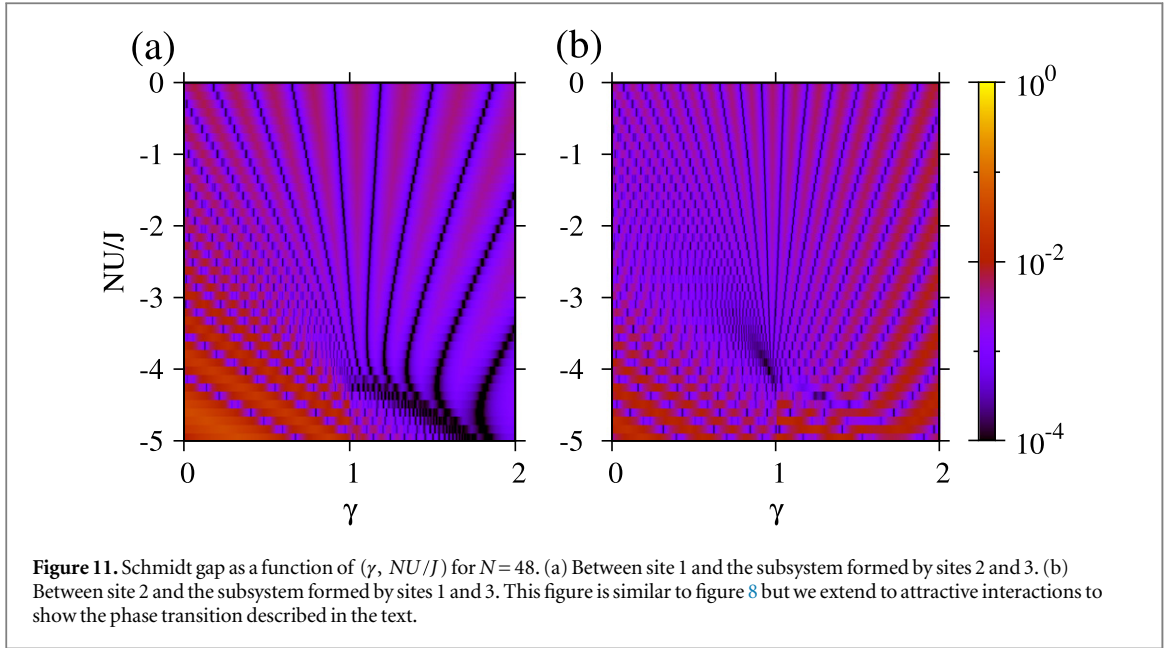 (a)
(b)
0
-1
-2
-3
-4
-5
NU/J
0
1
2
γ
0
-1
-2
-3
-4
-5
0
1
2
γ
10^0
10^-2
10^-4
Figure 11. Schmidt gap as a function of (γ, NU/J) for N = 48. (a) Between site 1 and the subsystem formed by sites 2 and 3. (b)
Between site 2 and the subsystem formed by sites 1 and 3. This figure is similar to figure 8 but we extend to attractive interactions to
show the phase transition described in the text.